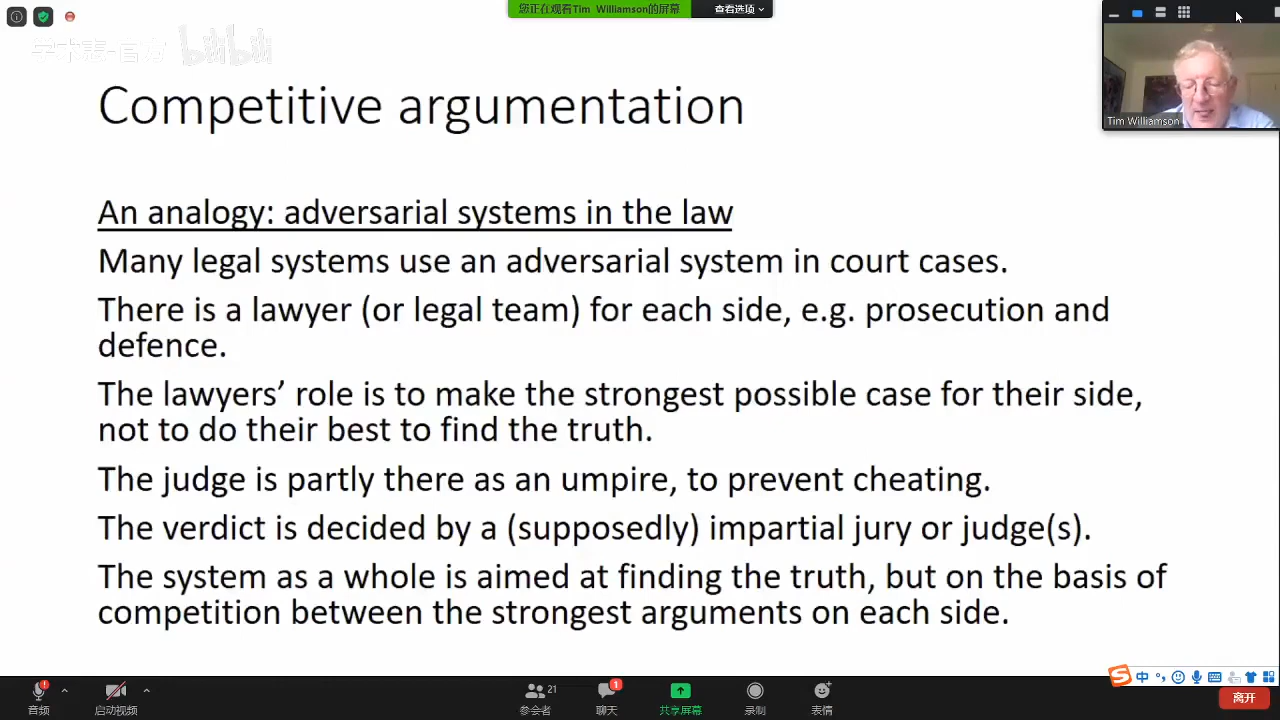 您正在观看Tim Williamson的屏幕
查看选项
bilibili
Tim Williamson
Competitive argumentation
An analogy: adversarial systems in the law
Many legal systems use an adversarial system in court cases.
There is a lawyer (or legal team) for each side, e.g. prosecution and
defence.
The lawyers’ role is to make the strongest possible case for their side,
not to do their best to find the truth.
The judge is partly there as an umpire, to prevent cheating.
The verdict is decided by a (supposedly) impartial jury or judge(s).
The system as a whole is aimed at finding the truth, but on the basis of
competition between the strongest arguments on each side.
中
音频
启动视频
参会者
21
聊天
1
共享屏幕
录制
表情
离开